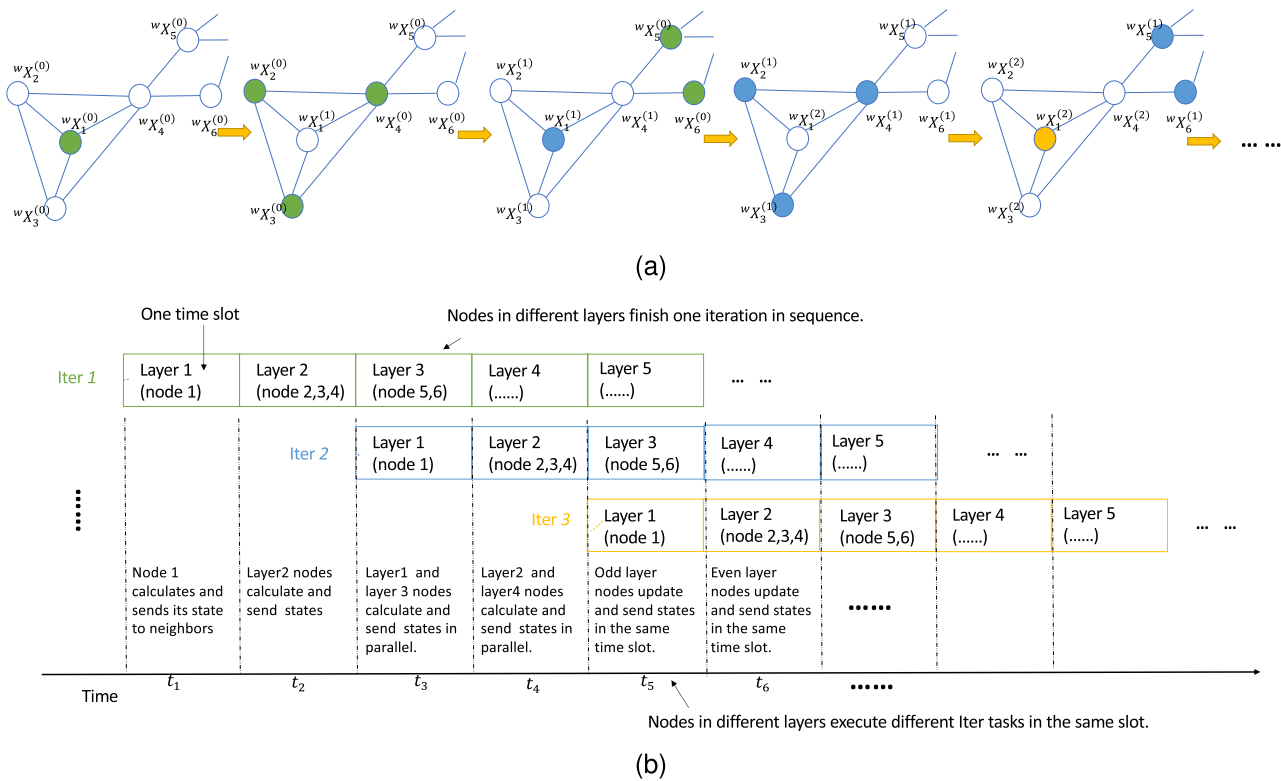 wX5(0) wX5(0) wX5(0) wX5(1) wX5(1)
wX2(0) wX2(0) wX2(1) wX2(1) wX2(2)
wX1(0) wX4(0) wX6(0) wX1(1) wX4(0) wX6(0) wX1(1) wX4(1) wX6(0) wX1(2) wX4(1) wX6(1) wX1(2) wX4(2) wX6(1)
wX3(0) wX3(0) wX3(1) wX3(1) wX3(2)
(a)
One time slot
Nodes in different layers finish one iteration in sequence.
Iter 1
Layer 1
(node 1)
Layer 2
(node 2,3,4)
Layer 3
(node 5,6)
Layer 4
(......)
Layer 5
(......)
Iter 2
Layer 1
(node 1)
Layer 2
(node 2,3,4)
Layer 3
(node 5,6)
Layer 4
(......)
Layer 5
(......)
Iter 3
Layer 1
(node 1)
Layer 2
(node 2,3,4)
Layer 3
(node 5,6)
Layer 4
(......)
Layer 5
(......)
Node 1
calculates and
sends its state
to neighbors
Layer2 nodes
calculate and
send states
Layer1 and
layer 3 nodes
calculate and
send states in
parallel.
Layer2 and
layer4 nodes
calculate and
send states in
parallel.
Odd layer
nodes update
and send states
in the same
time slot.
Even layer
nodes update
and send states
in the same
time slot.
Time
t1 t2 t3 t4 t5 t6 ......
Nodes in different layers execute different Iter tasks in the same slot.
(b)